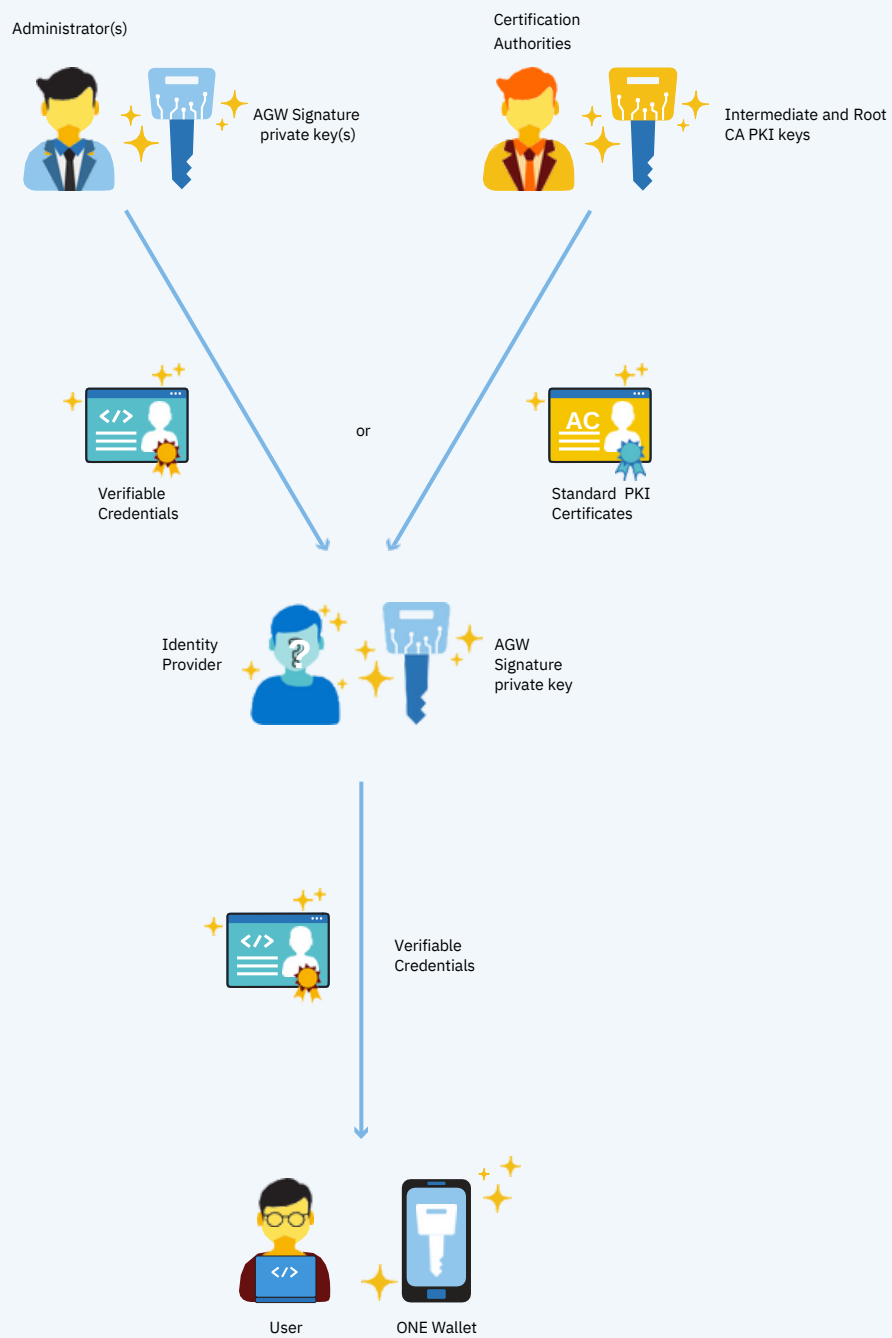 Administrator(s)
Certification
Authorities
AGW Signature
private key(s)
Intermediate and Root
CA PKI keys
</>
AC
or
Verifiable
Credentials
Standard PKI
Certificates
Identity
Provider
?
AGW
Signature
private key
</>
Verifiable
Credentials
</>
User
ONE Wallet